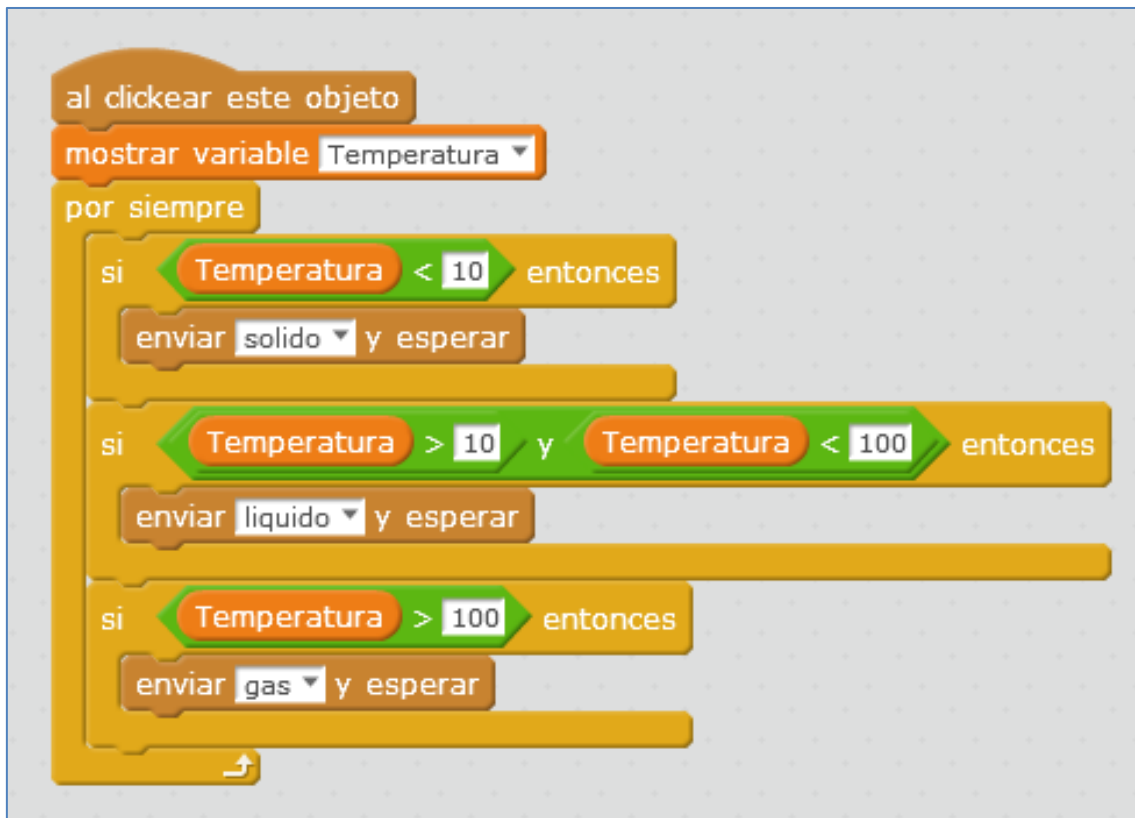 al clickear este objeto
mostrar variable Temperatura
por siempre
si Temperatura < 10 entonces
enviar solido y esperar
si Temperatura > 10 y Temperatura < 100 entonces
enviar liquido y esperar
si Temperatura > 100 entonces
enviar gas y esperar